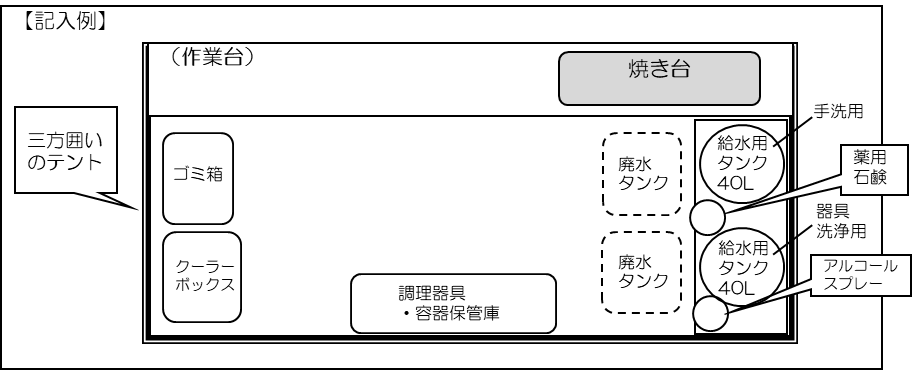 【記入例】
（作業台）
焼き台
三方囲い
のテント
ゴミ箱
クーラー
ボックス
調理器具
・容器保管庫
廃水
タンク
廃水
タンク
給水用
タンク
40L
給水用
タンク
40L
手洗用
薬用
石鹸
器具
洗浄用
アルコール
スプレー